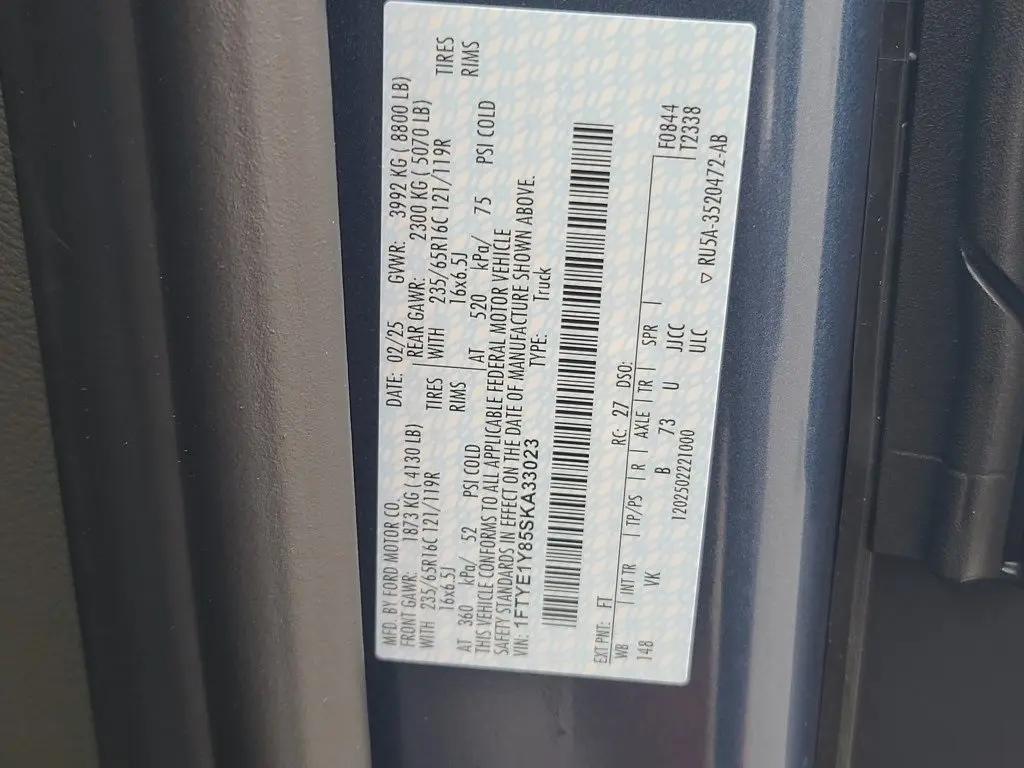 MFD. BY FORD MOTOR CO. DATE: 02/25 GVWR: 3992 KG ( 8800 LB)
FRONT GAWR: 1873 KG ( 4130 LB) REAR GAWR: 2300 KG ( 5070 LB)
WITH 235/65R16C 121/119R TIRES WITH 235/65R16C 121/119R TIRES
16x6.5J RIMS 16x6.5J RIMS
AT 360 kPa/ 52 PSI COLD AT 520 kPa/ 75 PSI COLD
THIS VEHICLE CONFORMS TO ALL APPLICABLE FEDERAL MOTOR VEHICLE
SAFETY STANDARDS IN EFFECT ON THE DATE OF MANUFACTURE SHOWN ABOVE.
VIN: 1FTYE1Y85SKA33023 TYPE: Truck
EXT PNT: FT RC: 27 DSO: F0844
WB INT TR TP/PS R AXLE TR SPR T2338
148 VK B 73 U JJCC
120250222T000 ULC
▽ RU5A-3520472-AB